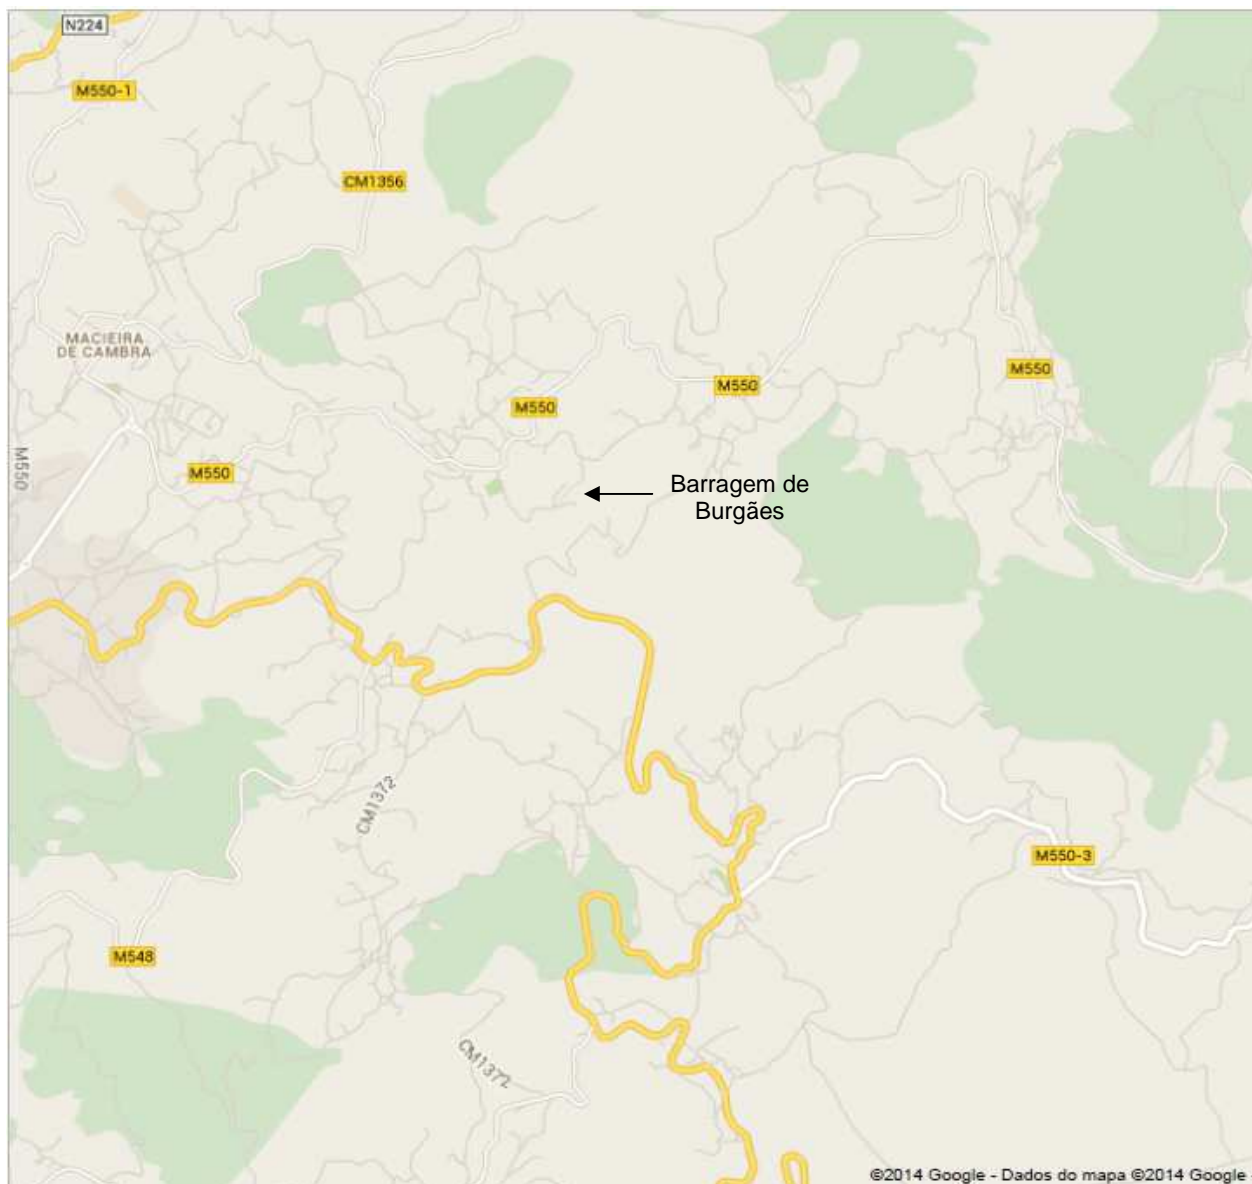 N224
M550-1
CM1356
MACIEIRA
DE CAMBRA
M550
M550
M550
M550
M550
Barragem de
Burgães
CM1372
M550-3
M548
CM1372
©2014 Google - Dados do mapa ©2014 Google